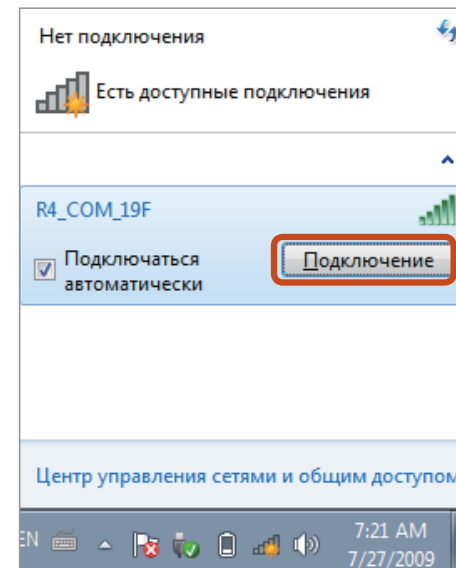 Нет подключения
Есть доступные подключения
R4_COM_19F
Подключаться
автоматически
Подключение
Центр управления сетями и общим доступом
EN
7:21 AM
7/27/2009